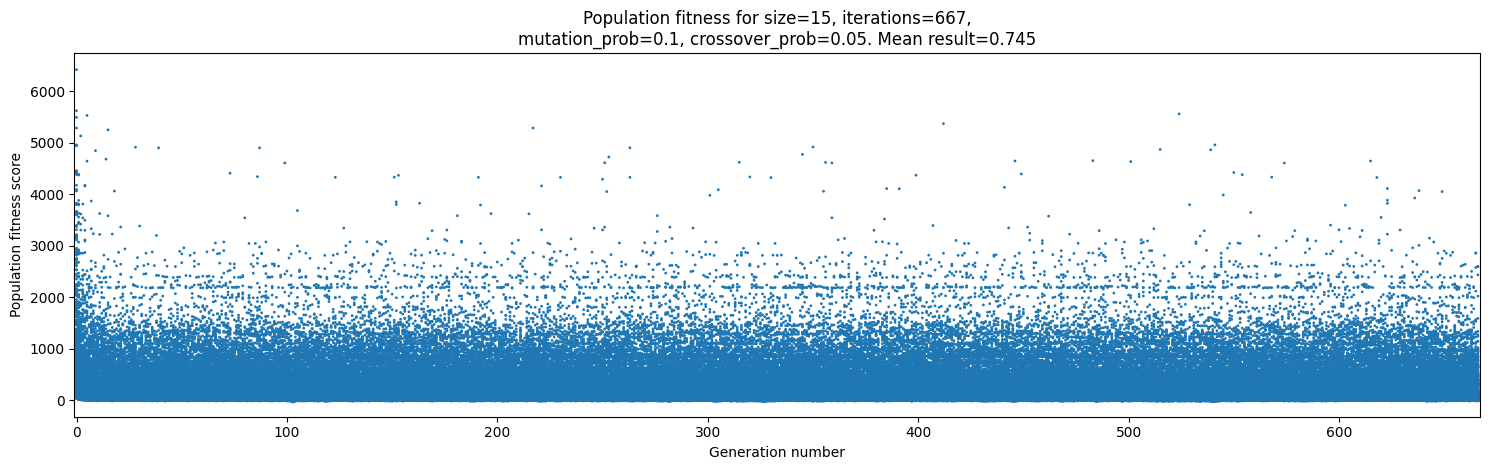 Population fitness for size=15, iterations=667,
mutation_prob=0.1, crossover_prob=0.05. Mean result=0.745
Population fitness score
6000
5000
4000
3000
2000
1000
0
0 100 200 300 400 500 600
Generation number